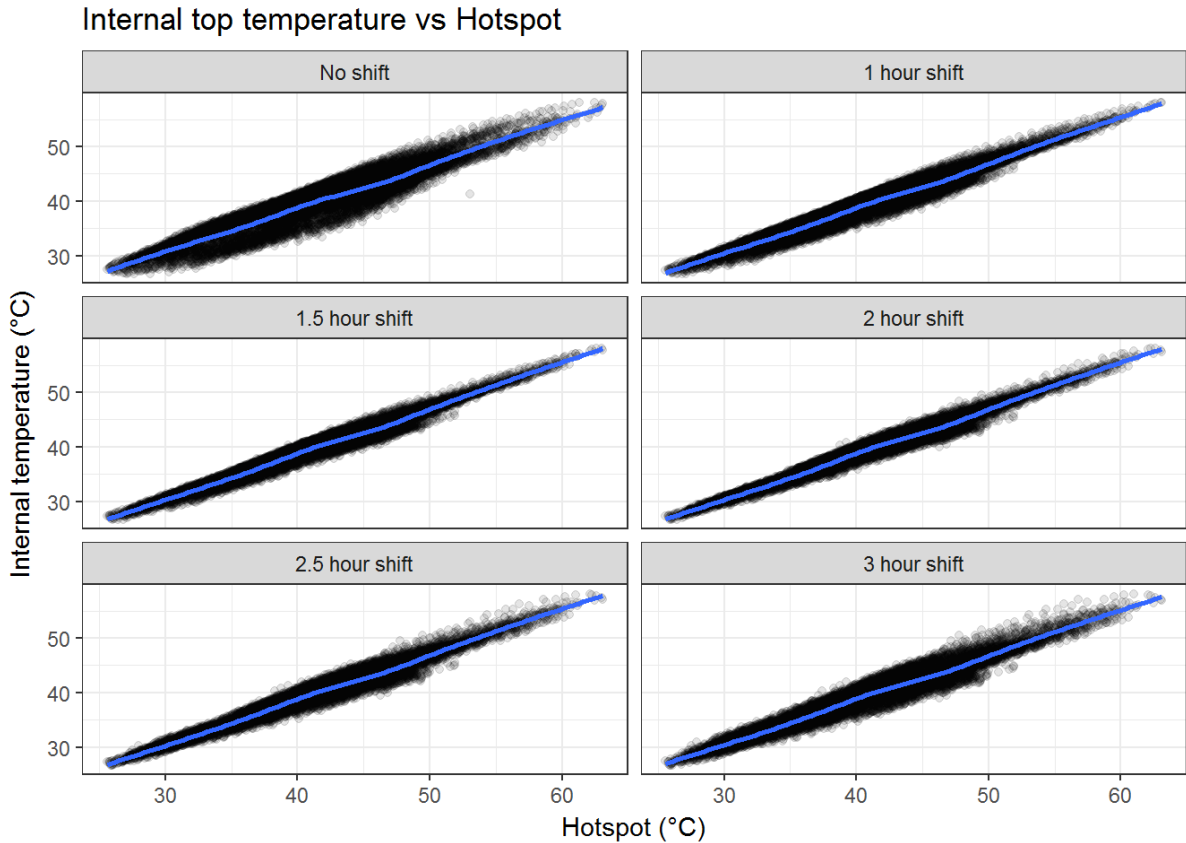 Internal top temperature vs Hotspot
No shift
1 hour shift
50
40
30
1.5 hour shift
2 hour shift
50
40
30
2.5 hour shift
3 hour shift
50
40
30
Internal temperature (°C)
30 40 50 60 30 40 50 60
Hotspot (°C)